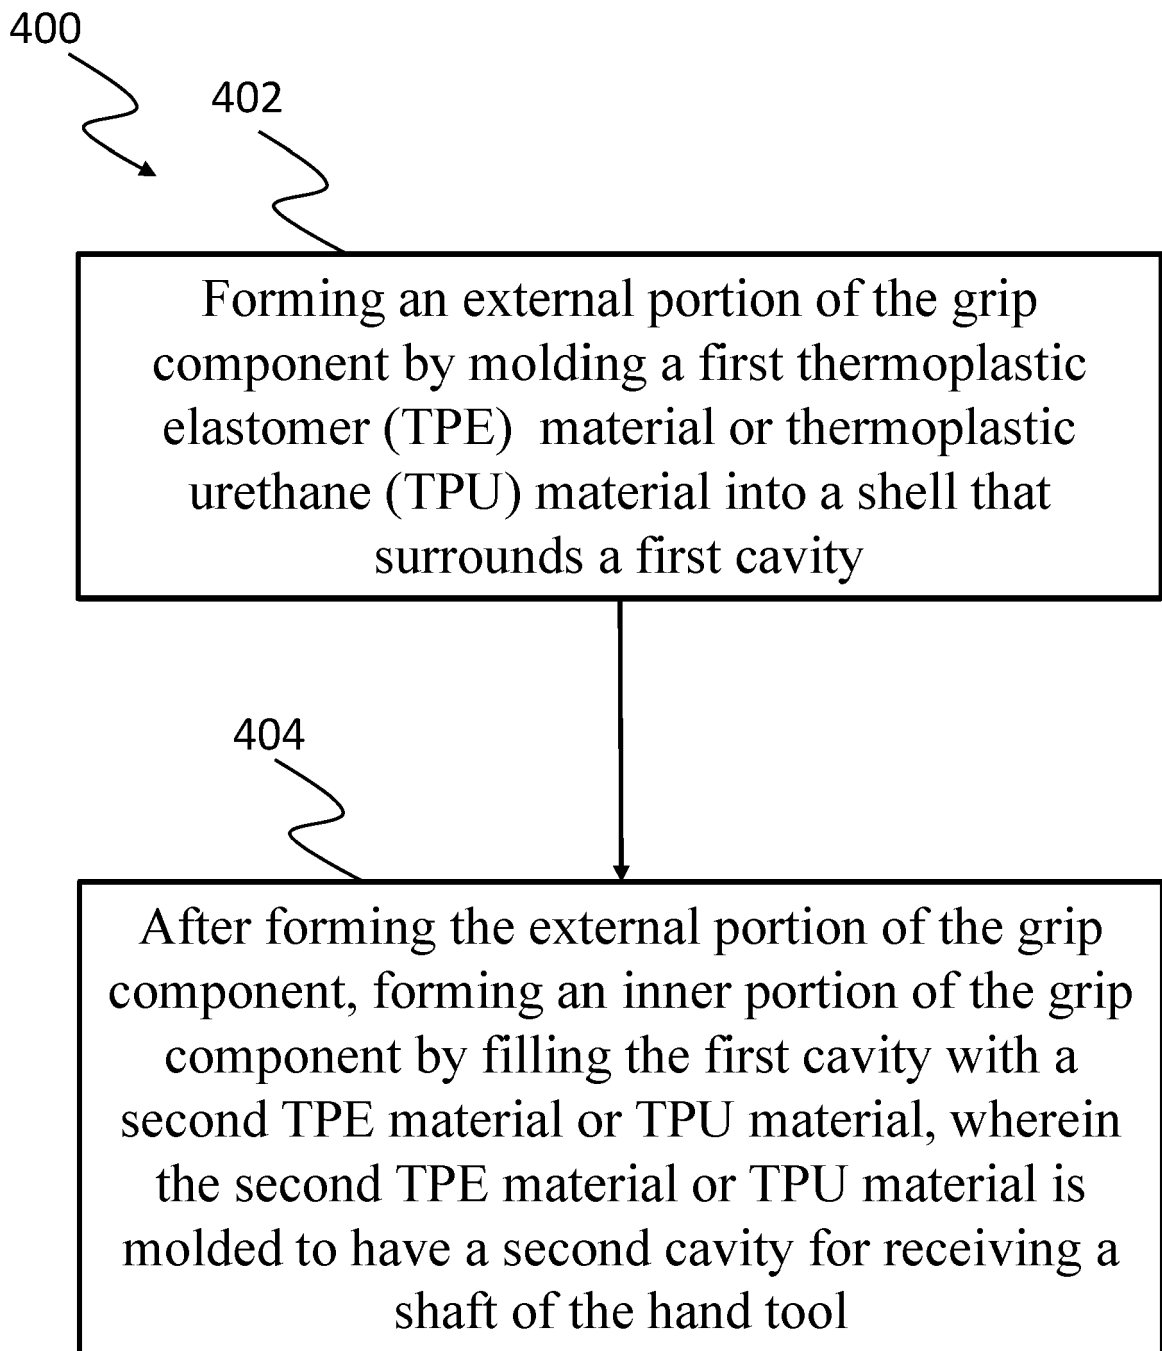 400
402
Forming an external portion of the grip
component by molding a first thermoplastic
elastomer (TPE)  material or thermoplastic
urethane (TPU) material into a shell that
surrounds a first cavity
404
After forming the external portion of the grip
component, forming an inner portion of the grip
component by filling the first cavity with a
second TPE material or TPU material, wherein
the second TPE material or TPU material is
molded to have a second cavity for receiving a
shaft of the hand tool